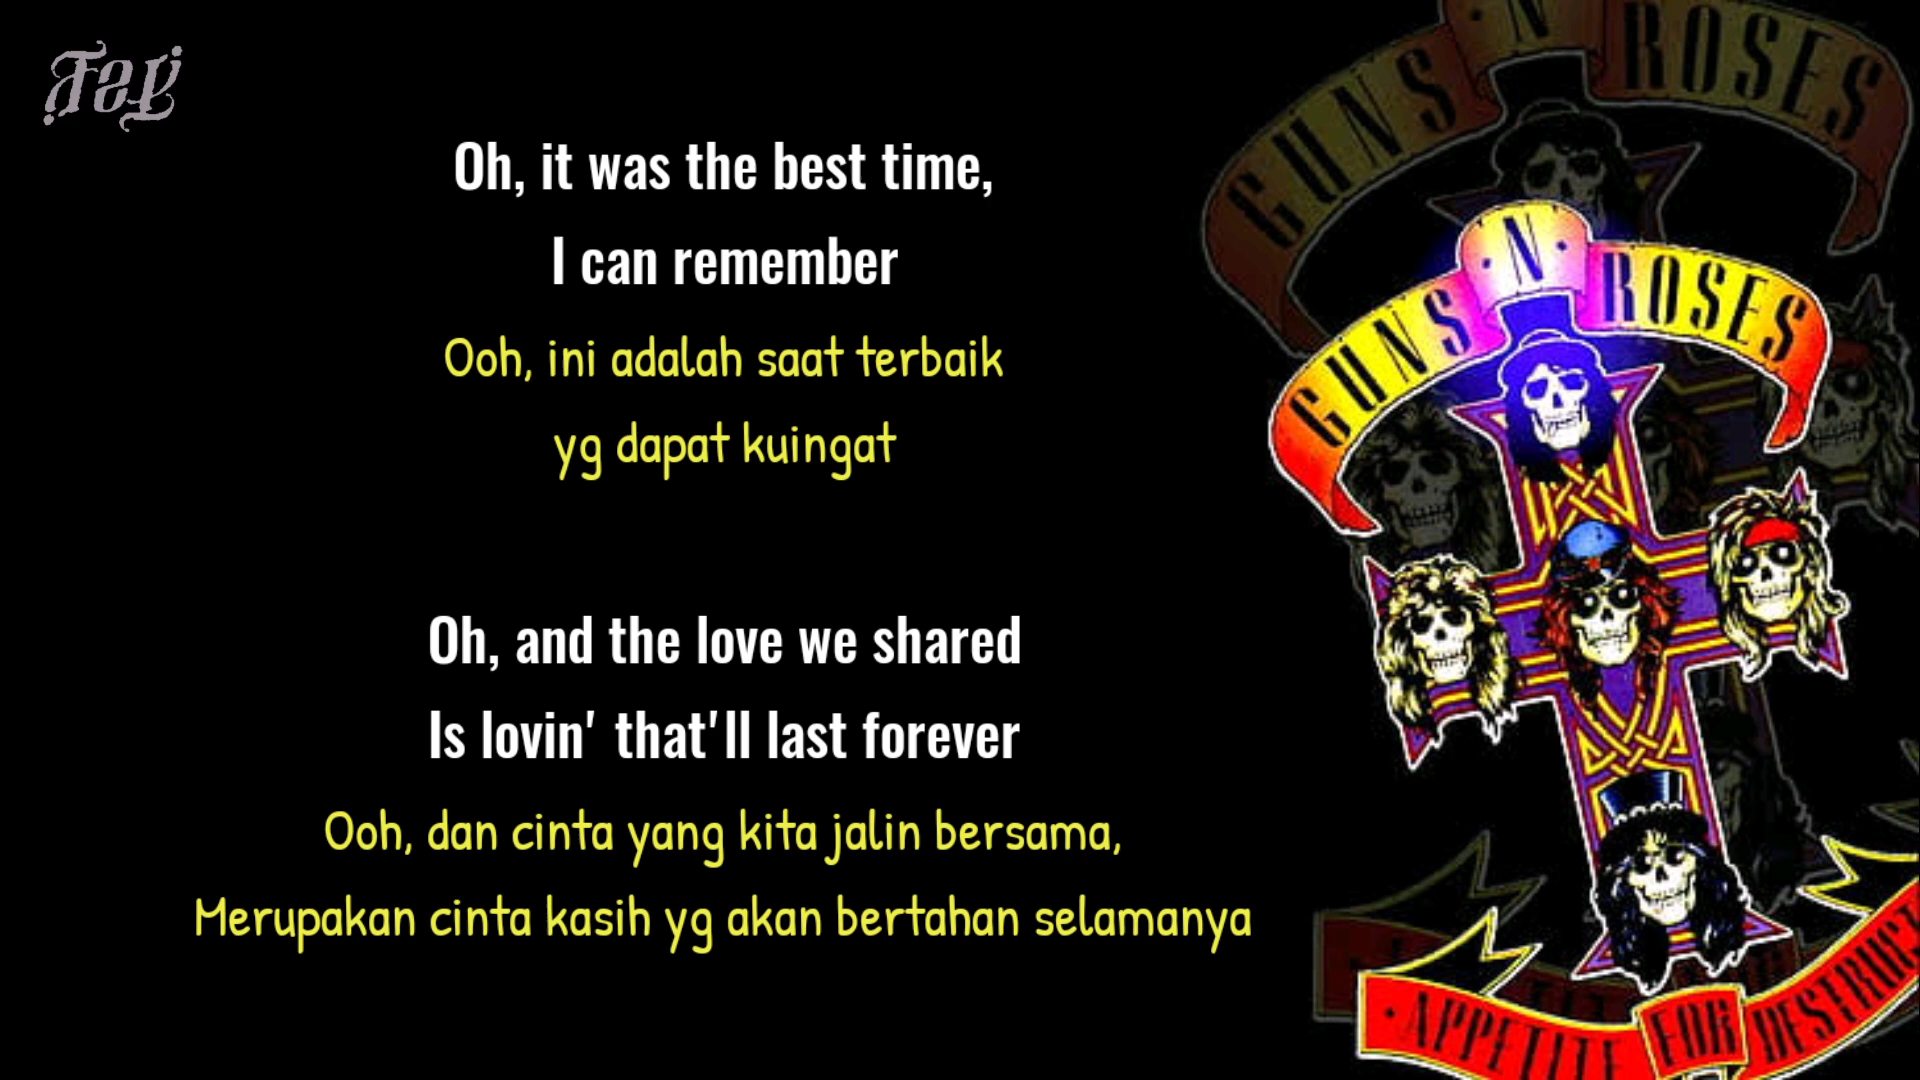 Oh, it was the best time,
I can remember
Ooh, ini adalah saat terbaik
yg dapat kuingat
Oh, and the love we shared
Is lovin' that'll last forever
Ooh, dan cinta yang kita jalin bersama,
Merupakan cinta kasih yg akan bertahan selamanya
GUNS ROSES
GUNS 'N' ROSES
APPETITE FOR